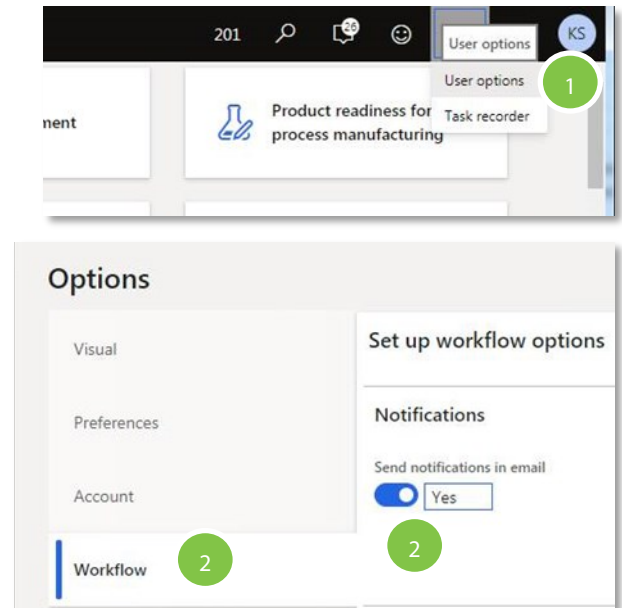 201
26
User options
KS
User options
1
Task recorder
nent
Product readiness for
process manufacturing
Options
Visual
Set up workflow options
Preferences
Notifications
Send notifications in email
Yes
Account
Workflow
2
2